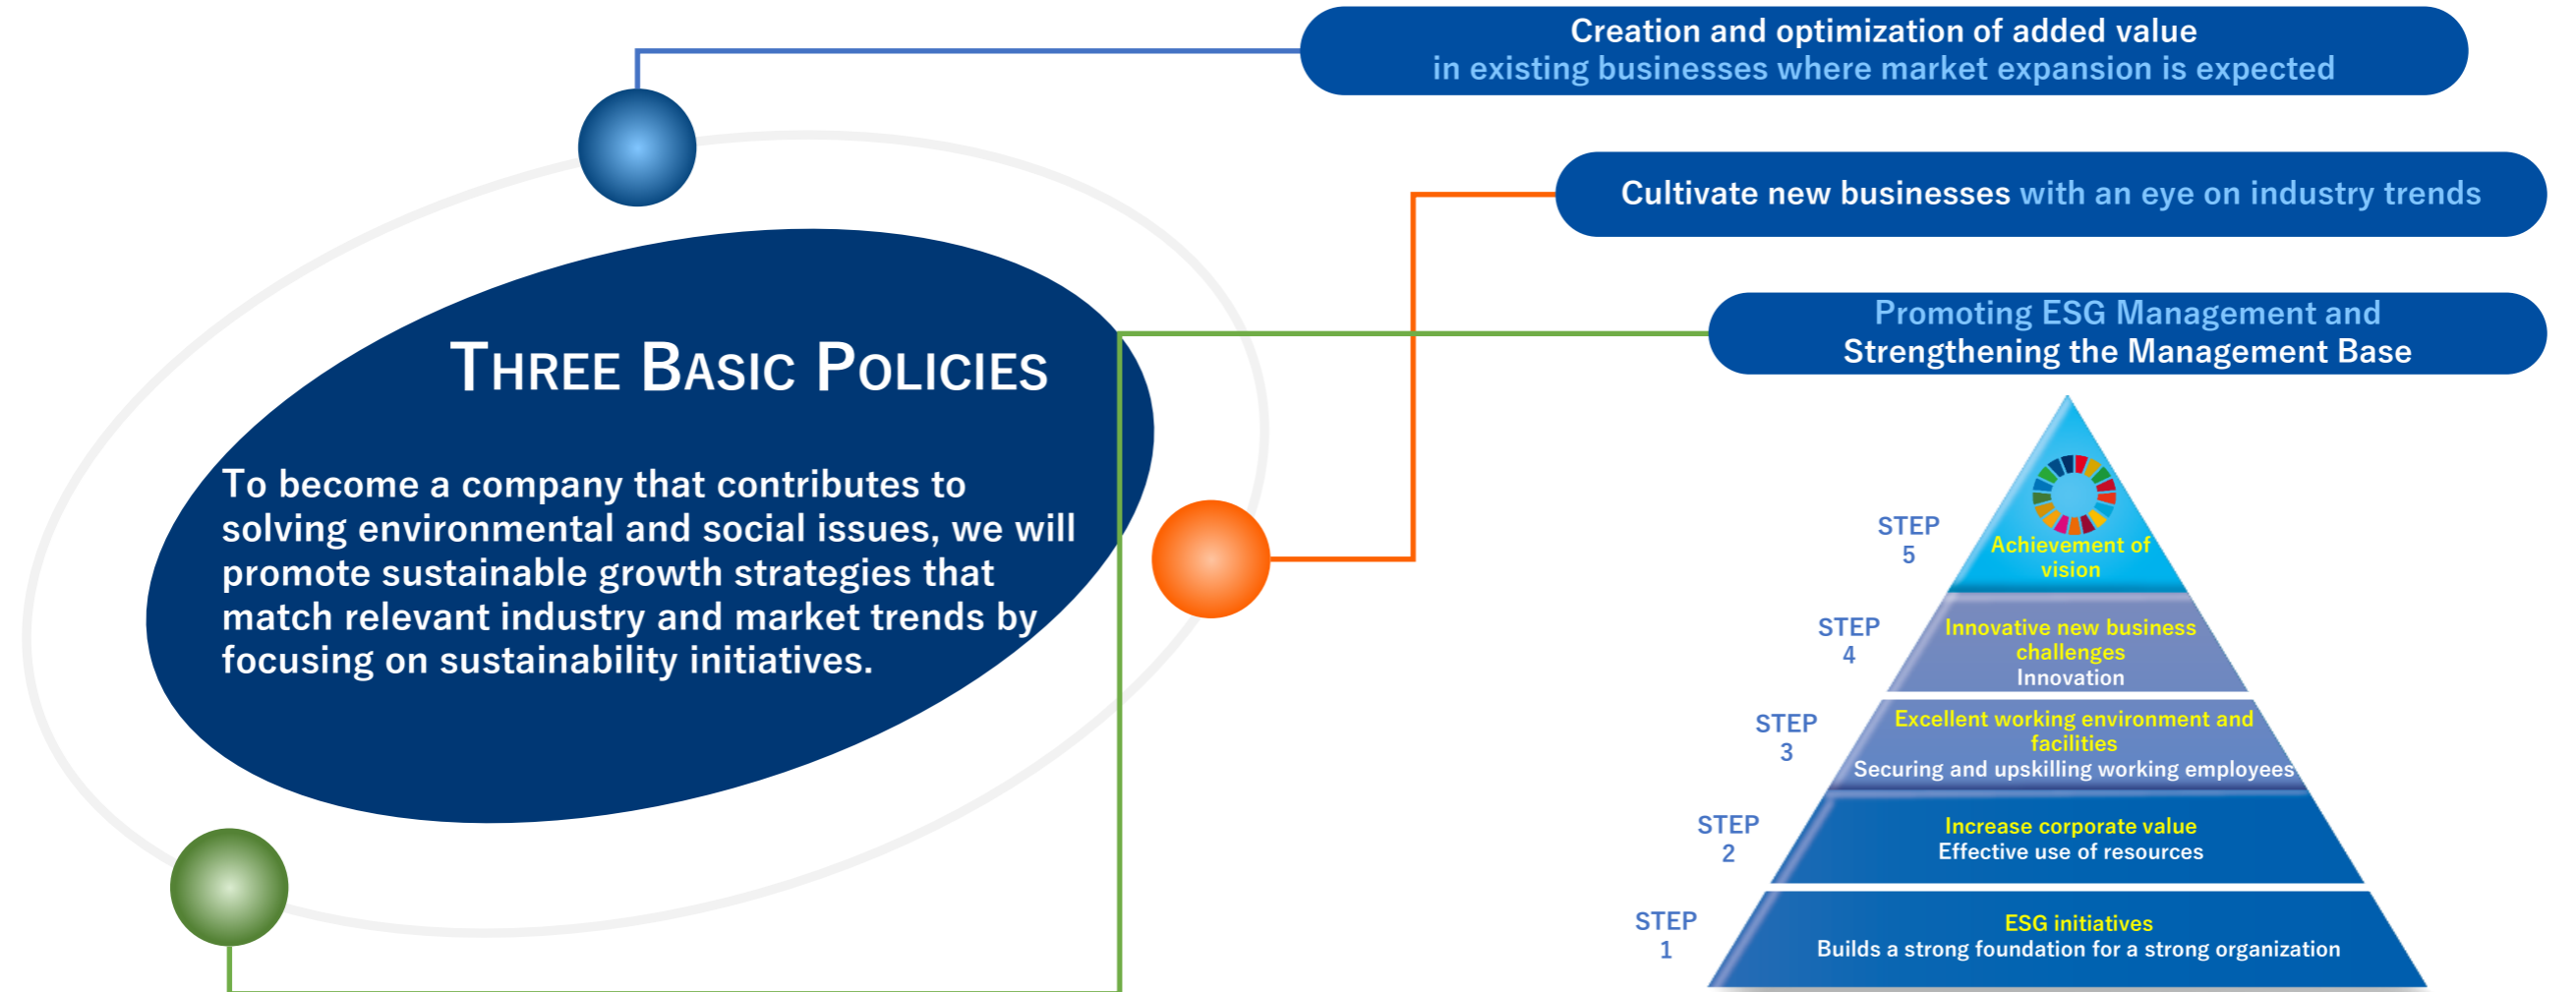 Creation and optimization of added value
in existing businesses where market expansion is expected
Cultivate new businesses with an eye on industry trends
Promoting ESG Management and
Strengthening the Management Base
THREE BASIC POLICIES
To become a company that contributes to
solving environmental and social issues, we will
promote sustainable growth strategies that
match relevant industry and market trends by
focusing on sustainability initiatives.
STEP
5
Achievement of
vision
STEP
4
Innovative new business
challenges
Innovation
STEP
3
Excellent working environment and
facilities
Securing and upskilling working employees
STEP
2
Increase corporate value
Effective use of resources
STEP
1
ESG initiatives
Builds a strong foundation for a strong organization